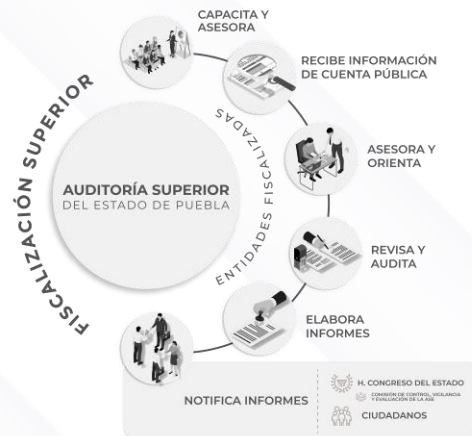 CAPACITA Y
ASESORA
RECIBE INFORMACIÓN
DE CUENTA PÚBLICA
FISCALIZACIÓN SUPERIOR
ENTIDADES FISCALIZADAS
ASESORA Y
ORIENTA
AUDITORÍA SUPERIOR
DEL ESTADO DE PUEBLA
REVISA Y
AUDITA
ELABORA
INFORMES
NOTIFICA INFORMES
H. CONGRESO DEL ESTADO
COMISIÓN DE CONTROL, VIGILANCIA
Y EVALUACIÓN DE LA ASE
CIUDADANOS